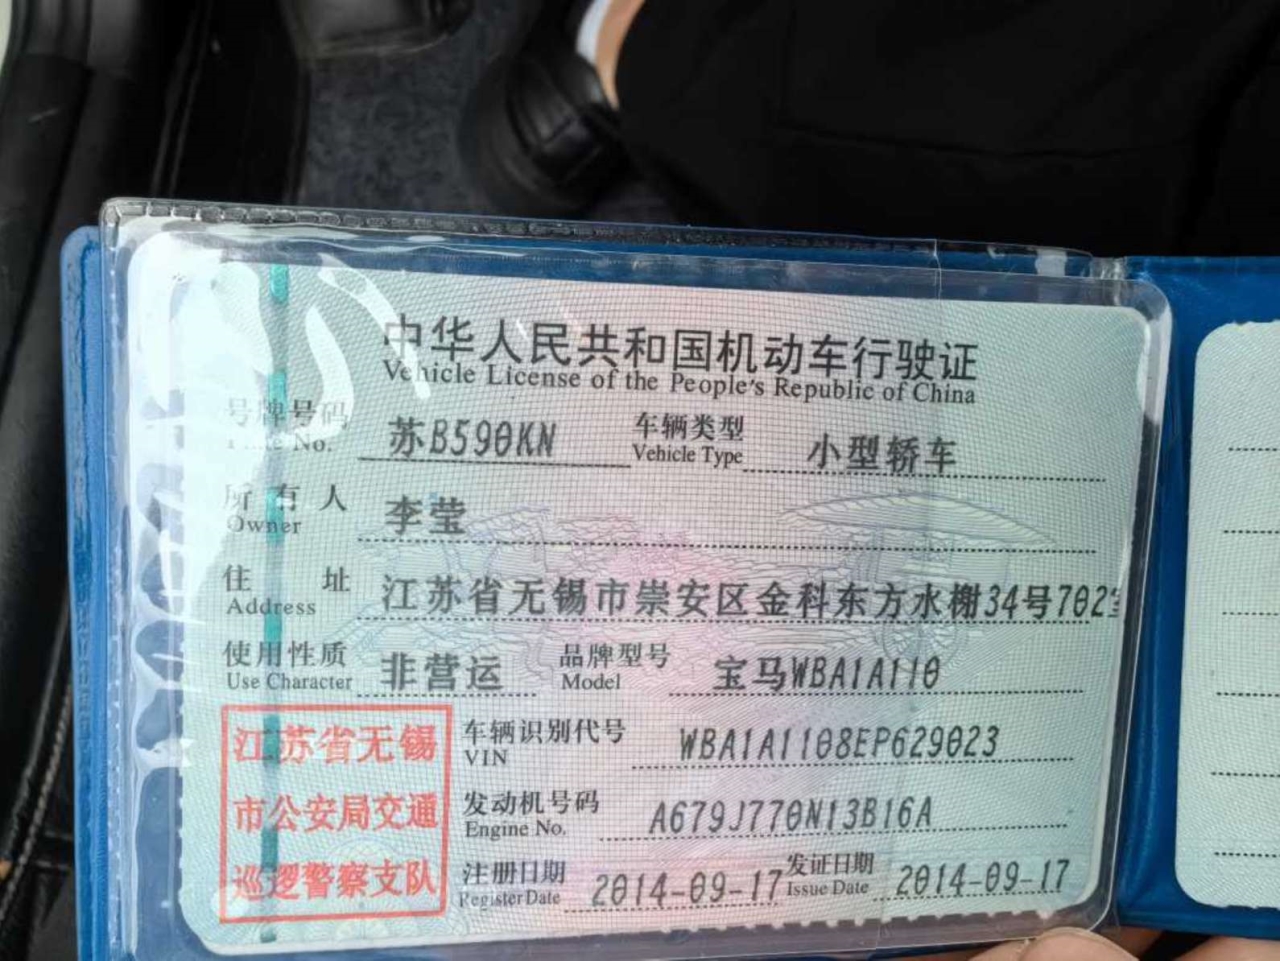 中华人民共和国机动车行驶证
Vehicle License of the People's Republic of China
号牌号码 苏B590KN 车辆类型 小型轿车
Plate No. Vehicle Type
所有人 李莹
Owner
住址 江苏省无锡市崇安区金科东方水榭34号702室
Address
使用性质 非营运 品牌型号 宝马WBA1A110
Use Character Model
江苏省无锡
市公安局交通
巡逻警察支队
车辆识别代号 WBA1A1108EP629023
VIN
发动机号码 A679J770N13B16A
Engine No.
注册日期 2014-09-17 发证日期 2014-09-17
Register Date Issue Date